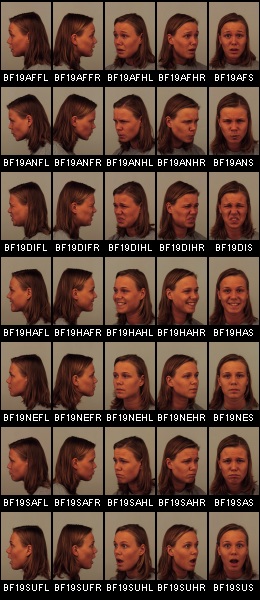 BF19AFFL BF19AFFR BF19AFHL BF19AFHR BF19AFS
BF19ANFL BF19ANFR BF19ANHL BF19ANHR BF19ANS
BF19DIFL BF19DIFR BF19DIHL BF19DIHR BF19DIS
BF19HAFL BF19HAFR BF19HAHL BF19HAHR BF19HAS
BF19NEFL BF19NEFR BF19NEHL BF19NEHR BF19NES
BF19SAFL BF19SAFR BF19SAHL BF19SAHR BF19SAS
BF19SUFL BF19SUFR BF19SUHL BF19SUHR BF19SUS